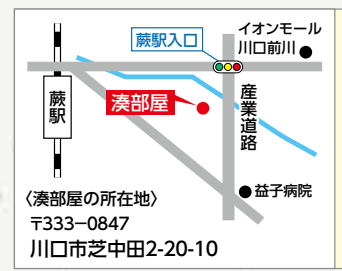 イオンモール
川口前川
蕨駅入口
蕨駅
湊部屋
産業道路
益子病院
〈湊部屋の所在地〉
〒333−0847
川口市芝中田2-20-10